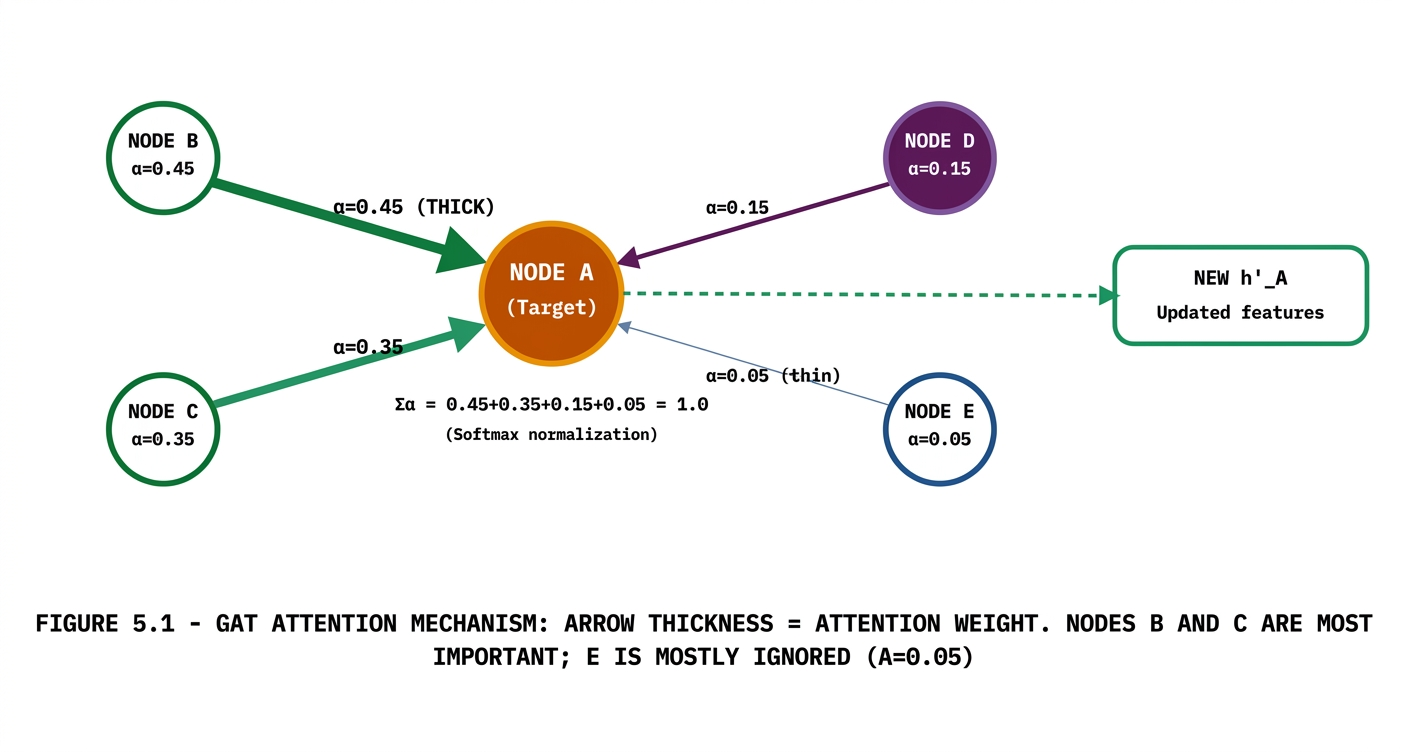 NODE B
α=0.45
NODE D
α=0.15
α=0.45 (THICK)
α=0.15
NODE A
(Target)
NEW h'_A
Updated features
α=0.35
α=0.05 (thin)
NODE C
α=0.35
Σα = 0.45+0.35+0.15+0.05 = 1.0
(Softmax normalization)
NODE E
α=0.05
FIGURE 5.1 - GAT ATTENTION MECHANISM: ARROW THICKNESS = ATTENTION WEIGHT. NODES B AND C ARE MOST
IMPORTANT; E IS MOSTLY IGNORED (A=0.05)